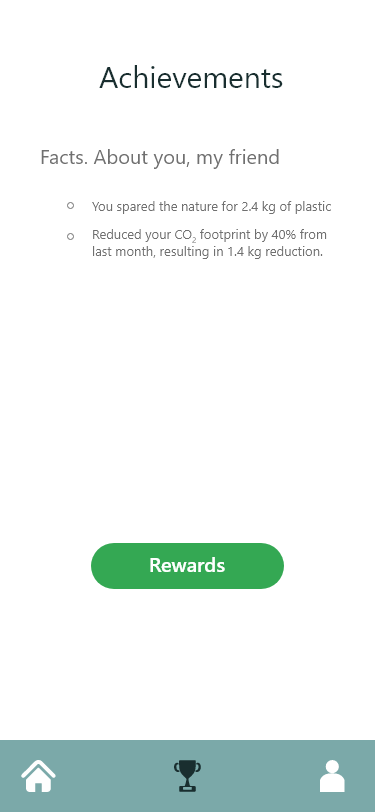 Achievements
Facts. About you, my friend
You spared the nature for 2.4 kg of plastic
Reduced your CO₂ footprint by 40% from
last month, resulting in 1.4 kg reduction.
Rewards